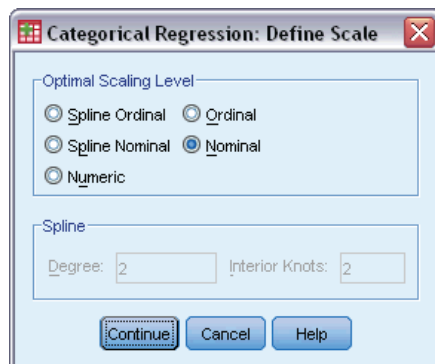 Categorical Regression: Define Scale
Optimal Scaling Level
Spline Ordinal Ordinal
Spline Nominal Nominal
Numeric
Spline
Degree: 2 Interior Knots: 2
Continue Cancel Help